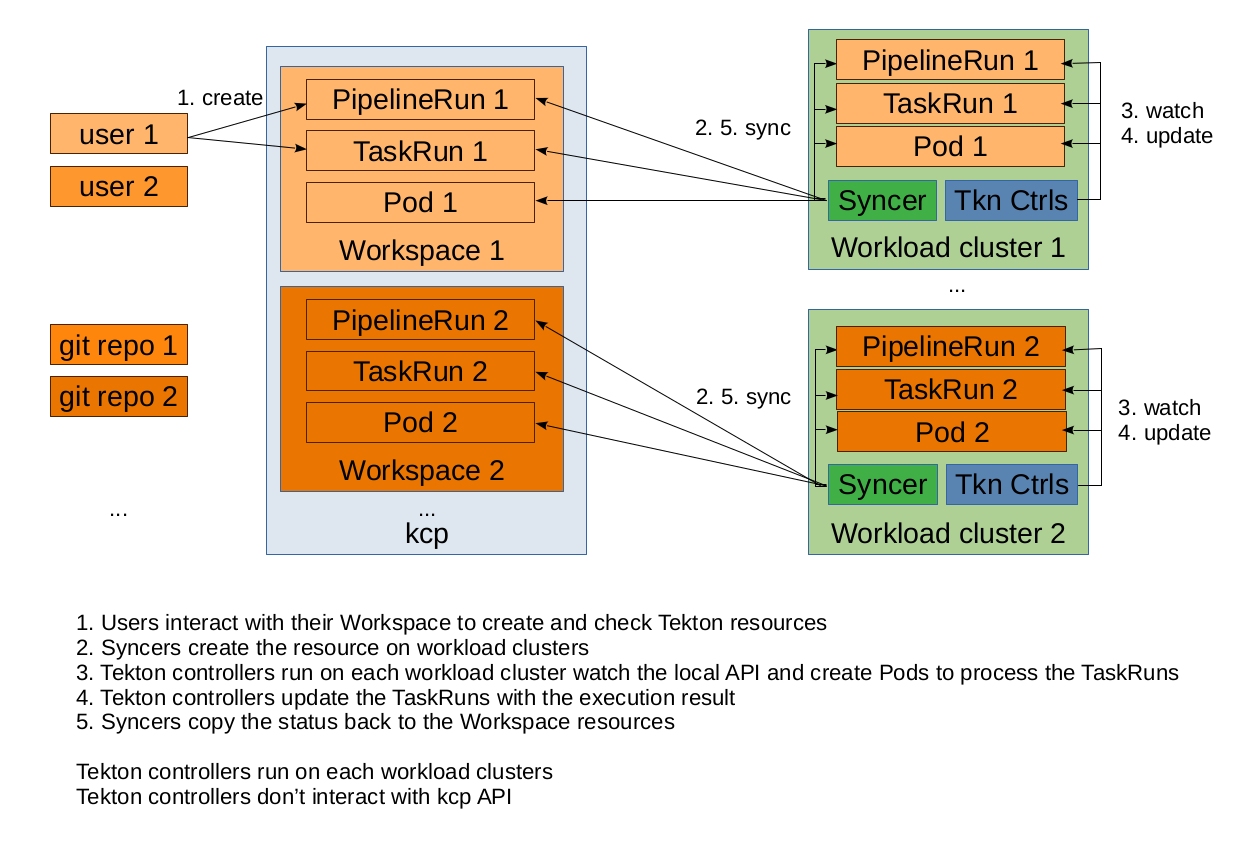 1. create
user 1
user 2
git repo 1
git repo 2
...
PipelineRun 1
TaskRun 1
Pod 1
Workspace 1
PipelineRun 2
TaskRun 2
Pod 2
Workspace 2
...
kcp
2. 5. sync
2. 5. sync
PipelineRun 1
TaskRun 1
Pod 1
Syncer
Tkn Ctrls
Workload cluster 1
...
PipelineRun 2
TaskRun 2
Pod 2
Syncer
Tkn Ctrls
Workload cluster 2
3. watch
4. update
3. watch
4. update
1. Users interact with their Workspace to create and check Tekton resources
2. Syncers create the resource on workload clusters
3. Tekton controllers run on each workload cluster watch the local API and create Pods to process the TaskRuns
4. Tekton controllers update the TaskRuns with the execution result
5. Syncers copy the status back to the Workspace resources
Tekton controllers run on each workload clusters
Tekton controllers don’t interact with kcp API